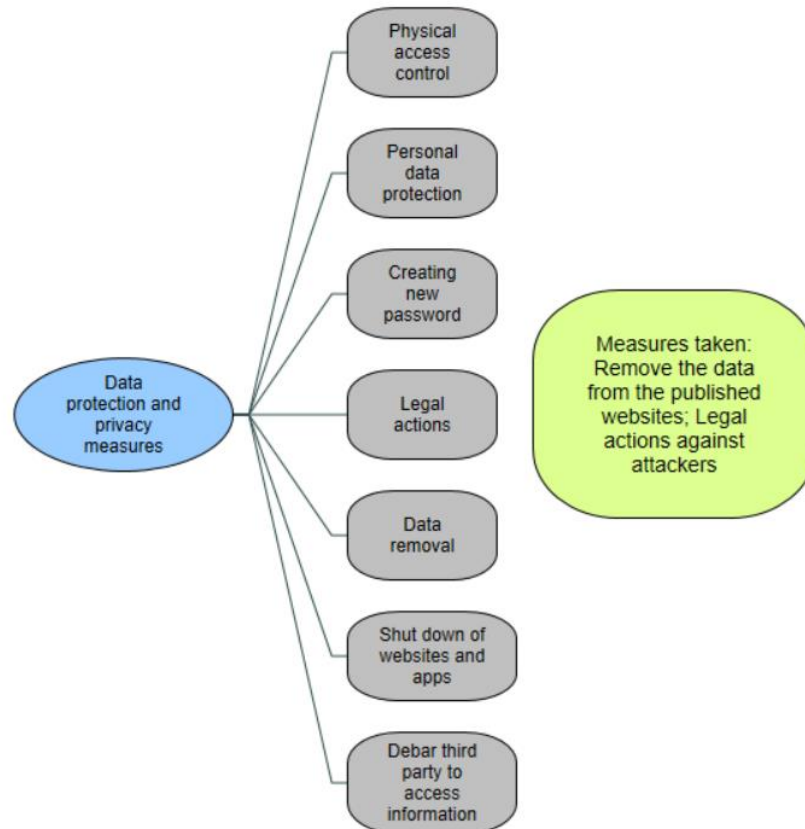 Physical
access
control
Personal
data
protection
Creating
new
password
Data
protection and
privacy
measures
Legal
actions
Measures taken:
Remove the data
from the published
websites; Legal
actions against
attackers
Data
removal
Shut down of
websites and
apps
Debar third
party to
access
information